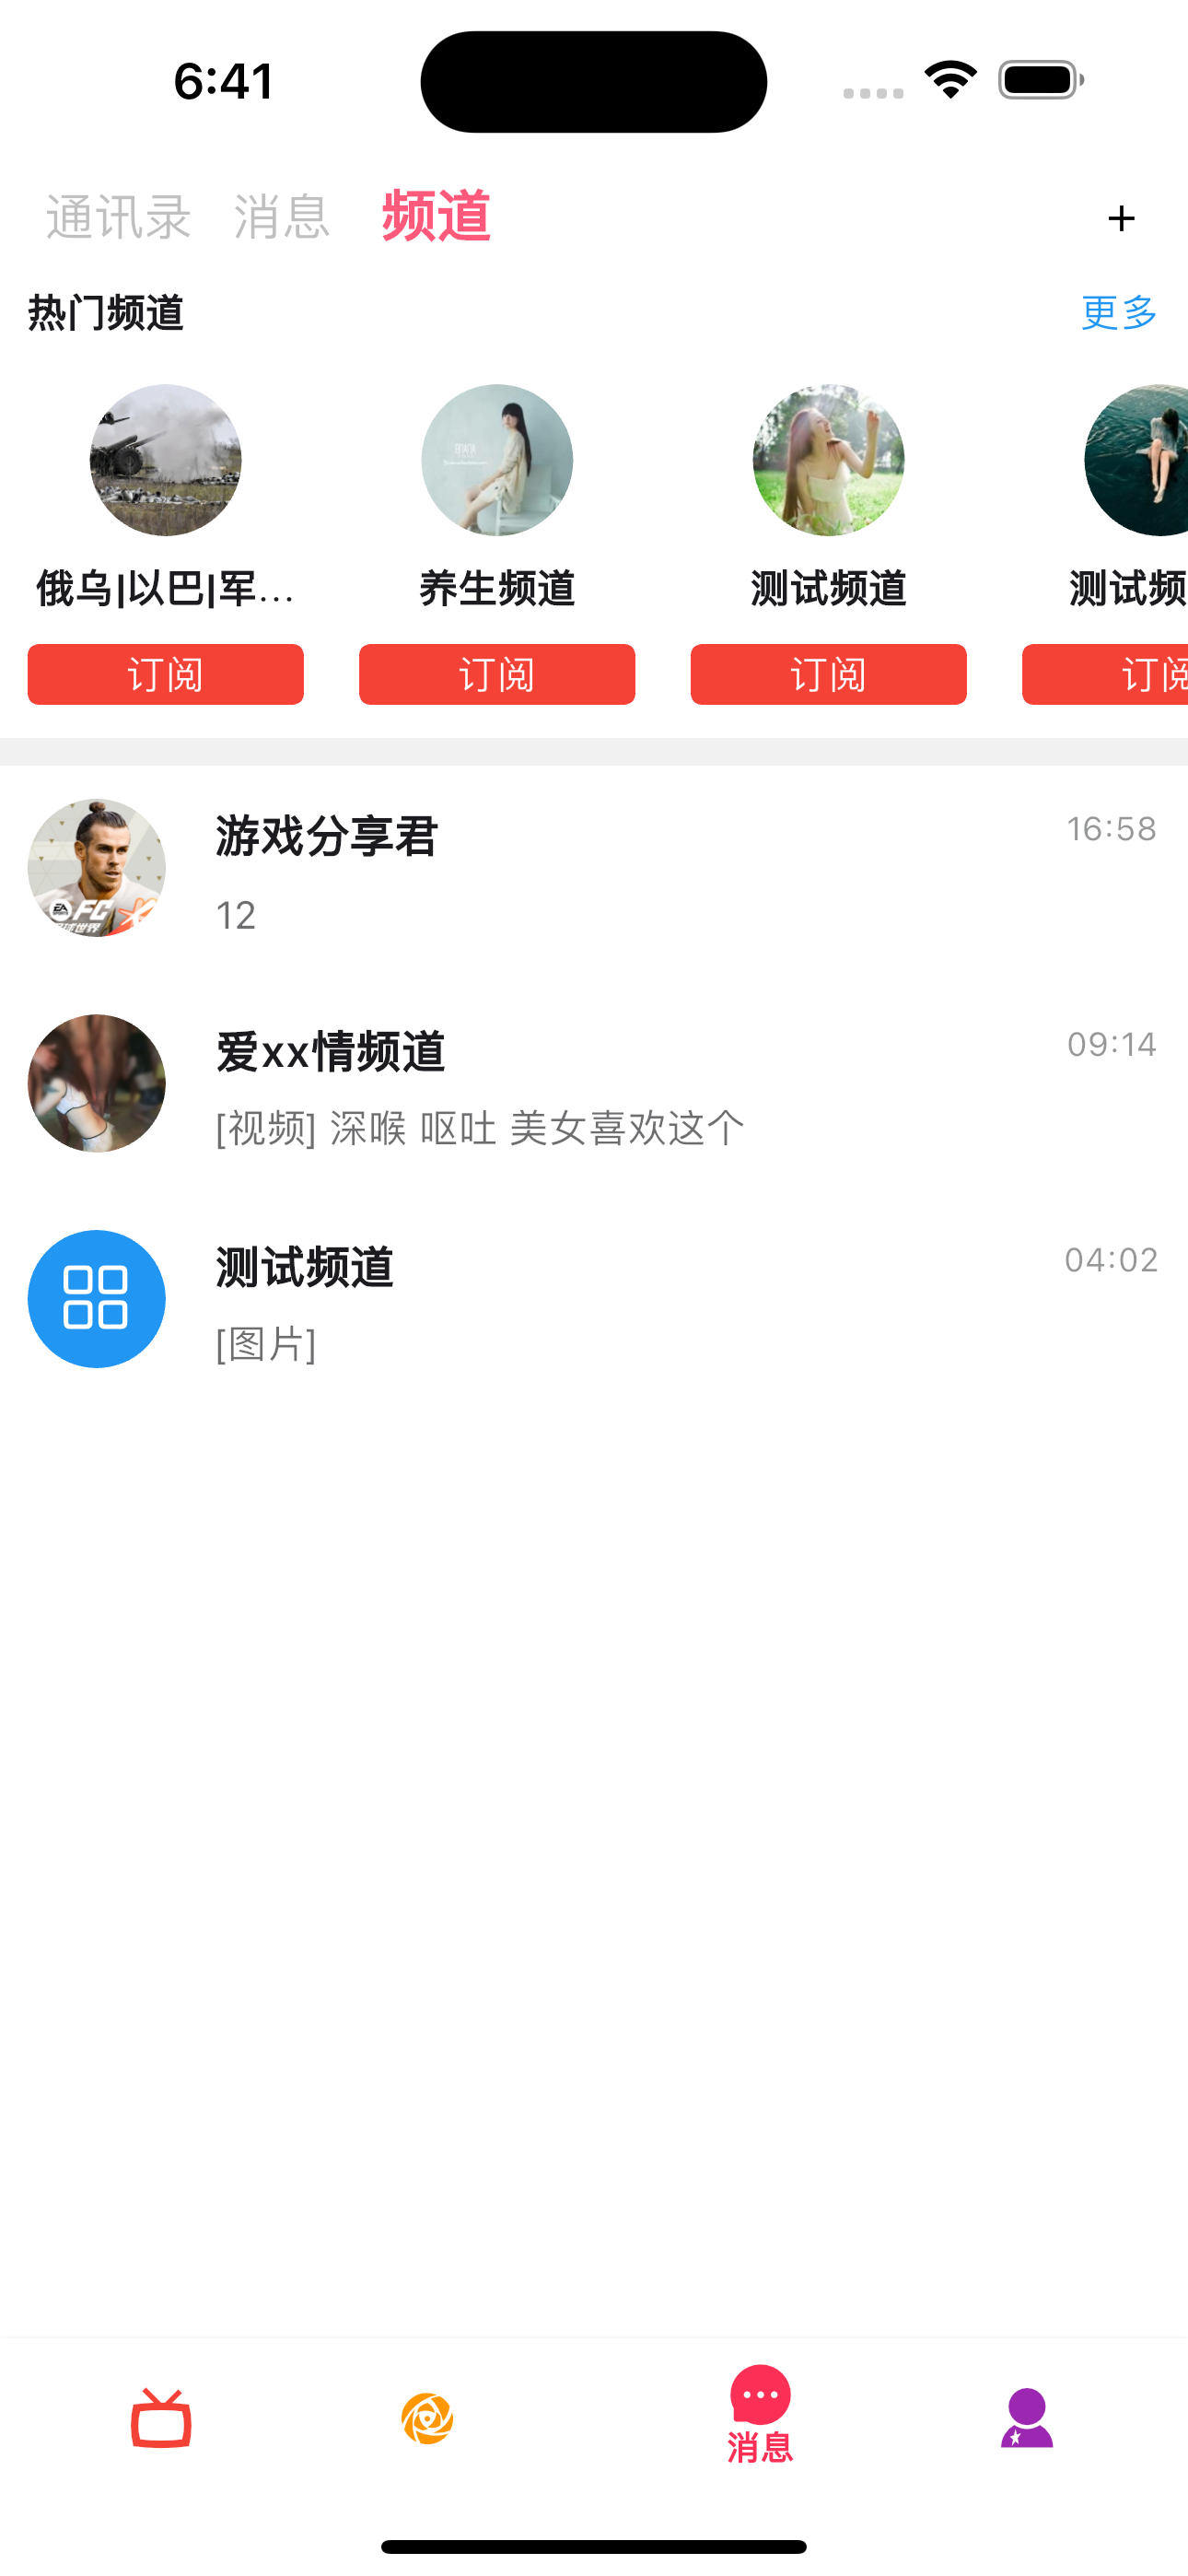 6:41
通讯录 消息 频道 +
热门频道 更多
俄乌|以巴|军... 养生频道 测试频道 测试频
订阅 订阅 订阅 订阅
游戏分享君 16:58
12
爱xx情频道 09:14
[视频] 深喉 呕吐 美女喜欢这个
测试频道 04:02
[图片]
消息